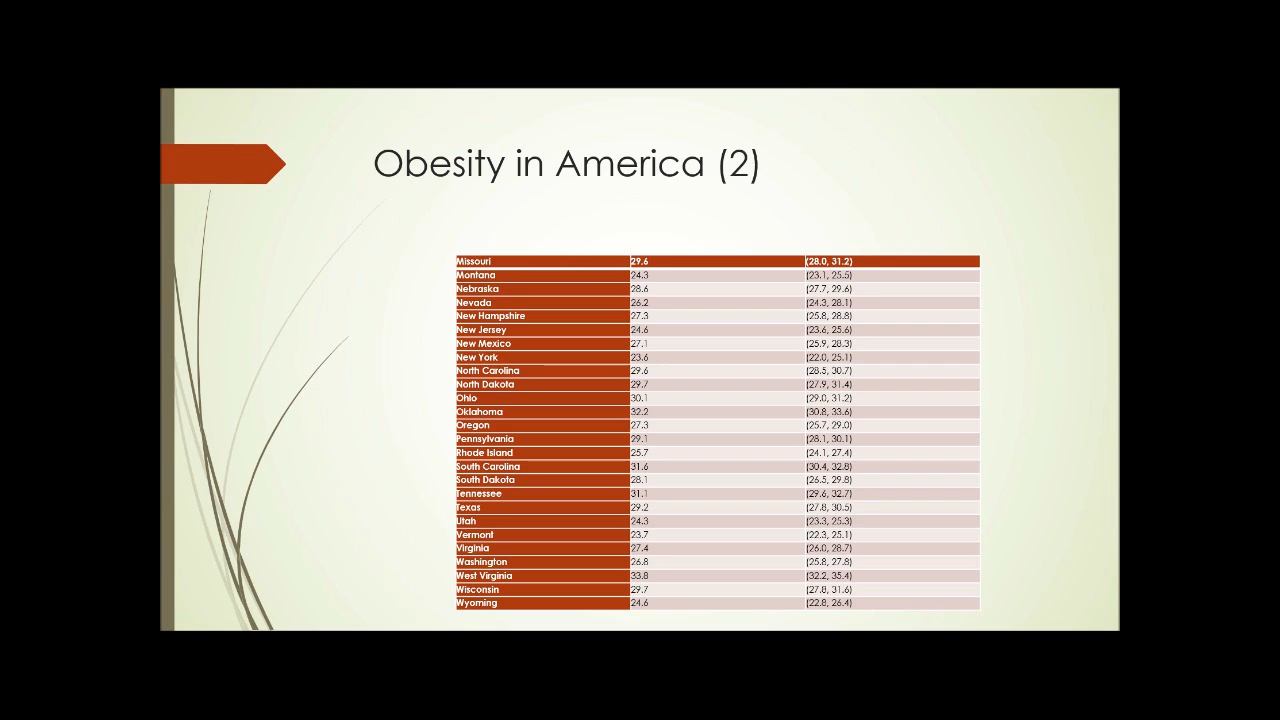 Obesity in America (2)
Missouri 29.6 (28.0, 31.2)
Montana 24.3 (23.1, 25.5)
Nebraska 28.6 (27.7, 29.6)
Nevada 26.2 (24.3, 28.1)
New Hampshire 27.3 (25.8, 28.8)
New Jersey 24.6 (23.6, 25.6)
New Mexico 27.1 (25.9, 28.3)
New York 23.6 (22.0, 25.1)
North Carolina 29.6 (28.5, 30.7)
North Dakota 29.7 (27.9, 31.4)
Ohio 30.1 (29.0, 31.2)
Oklahoma 32.2 (30.8, 33.6)
Oregon 27.3 (25.7, 29.0)
Pennsylvania 29.1 (28.1, 30.1)
Rhode Island 25.7 (24.1, 27.4)
South Carolina 31.6 (30.4, 32.8)
South Dakota 28.1 (26.5, 29.8)
Tennessee 31.1 (29.6, 32.7)
Texas 29.2 (27.8, 30.5)
Utah 24.3 (23.3, 25.3)
Vermont 23.7 (22.3, 25.1)
Virginia 27.4 (26.0, 28.7)
Washington 26.8 (25.8, 27.8)
West Virginia 33.8 (32.2, 35.4)
Wisconsin 29.7 (27.8, 31.6)
Wyoming 24.6 (22.8, 26.4)